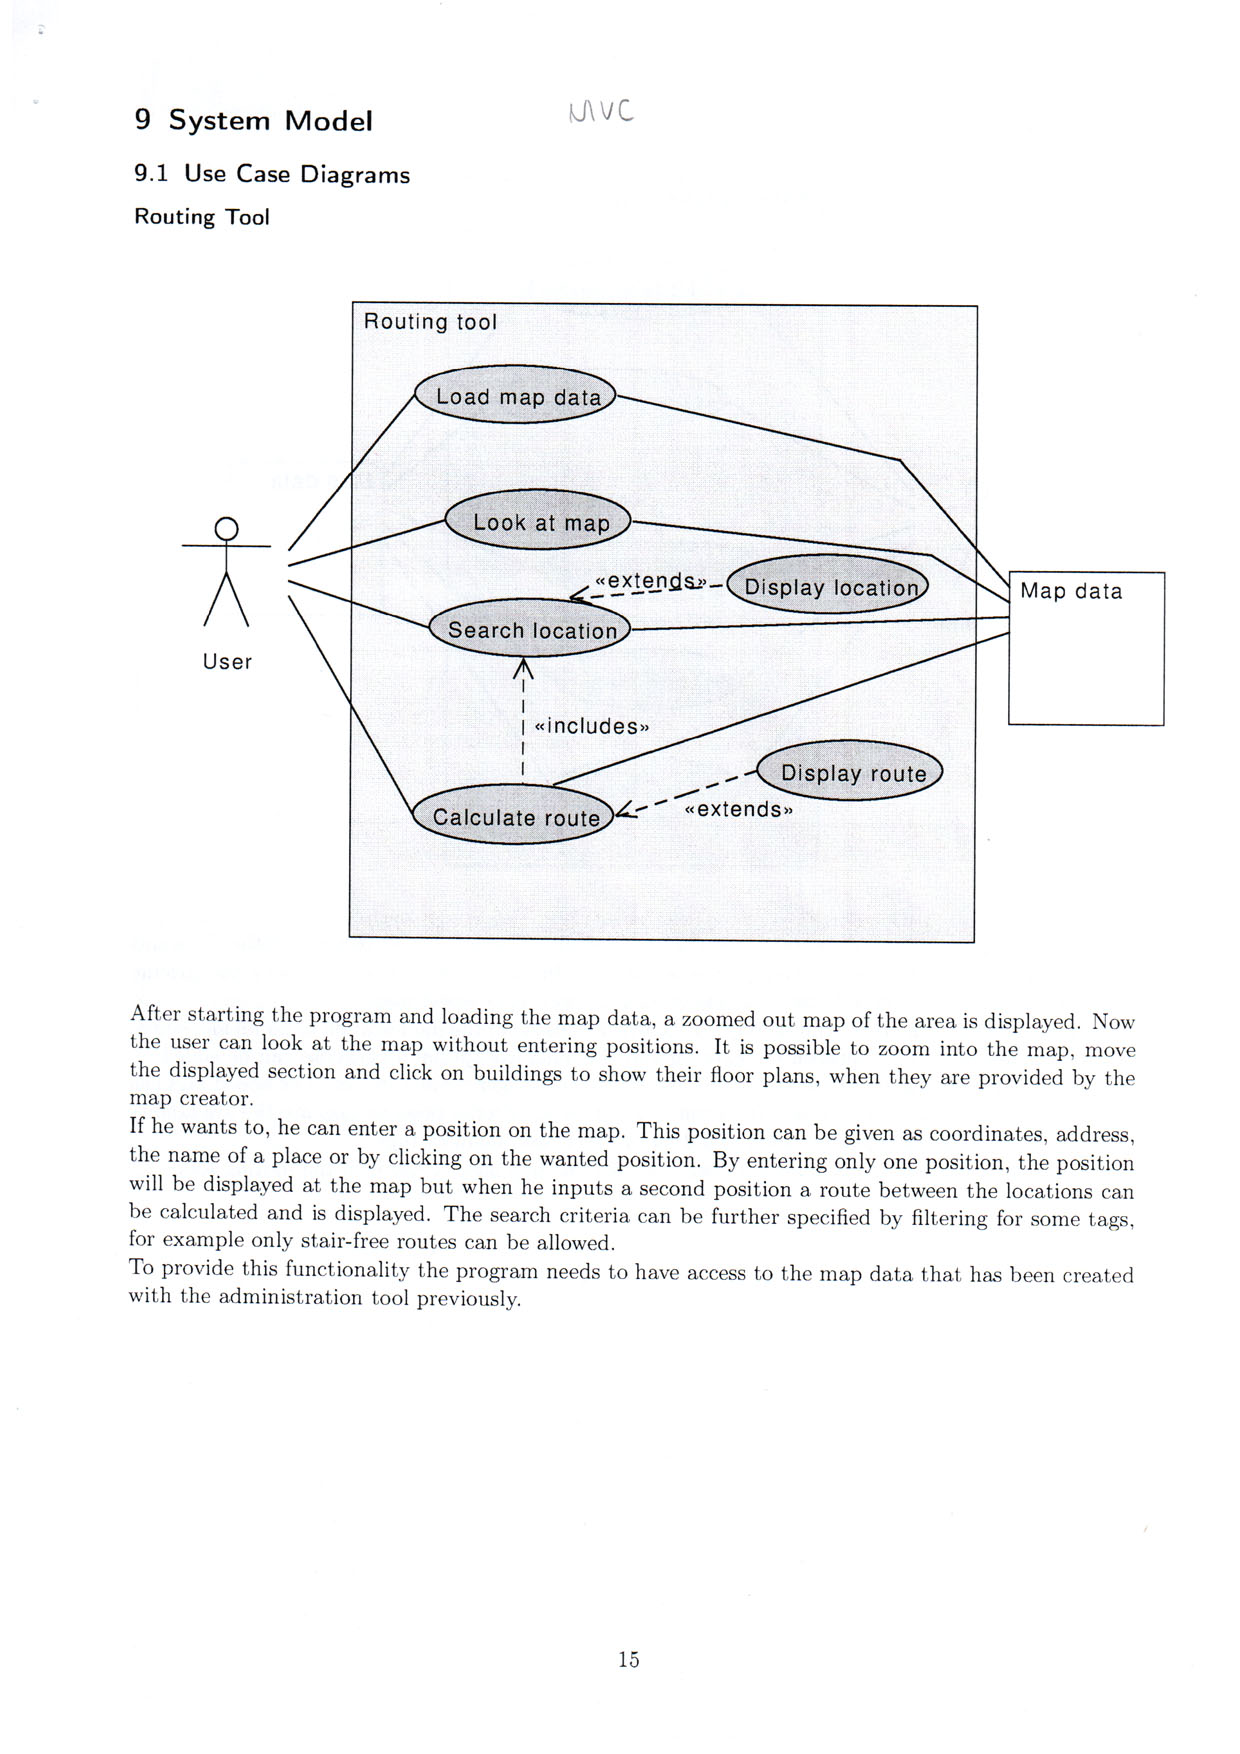 9 System Model
MVC
9.1 Use Case Diagrams
Routing Tool
Routing tool
Load map data
Look at map
«extends»
Display location
Map data
Search location
User
«includes»
Display route
«extends»
Calculate route
After starting the program and loading the map data, a zoomed out map of the area is displayed. Now
the user can look at the map without entering positions. It is possible to zoom into the map, move
the displayed section and click on buildings to show their floor plans, when they are provided by the
map creator.
If he wants to, he can enter a position on the map. This position can be given as coordinates, address,
the name of a place or by clicking on the wanted position. By entering only one position, the position
will be displayed at the map but when he inputs a second position a route between the locations can
be calculated and is displayed. The search criteria can be further specified by filtering for some tags,
for example only stair-free routes can be allowed.
To provide this functionality the program needs to have access to the map data that has been created
with the administration tool previously.
15